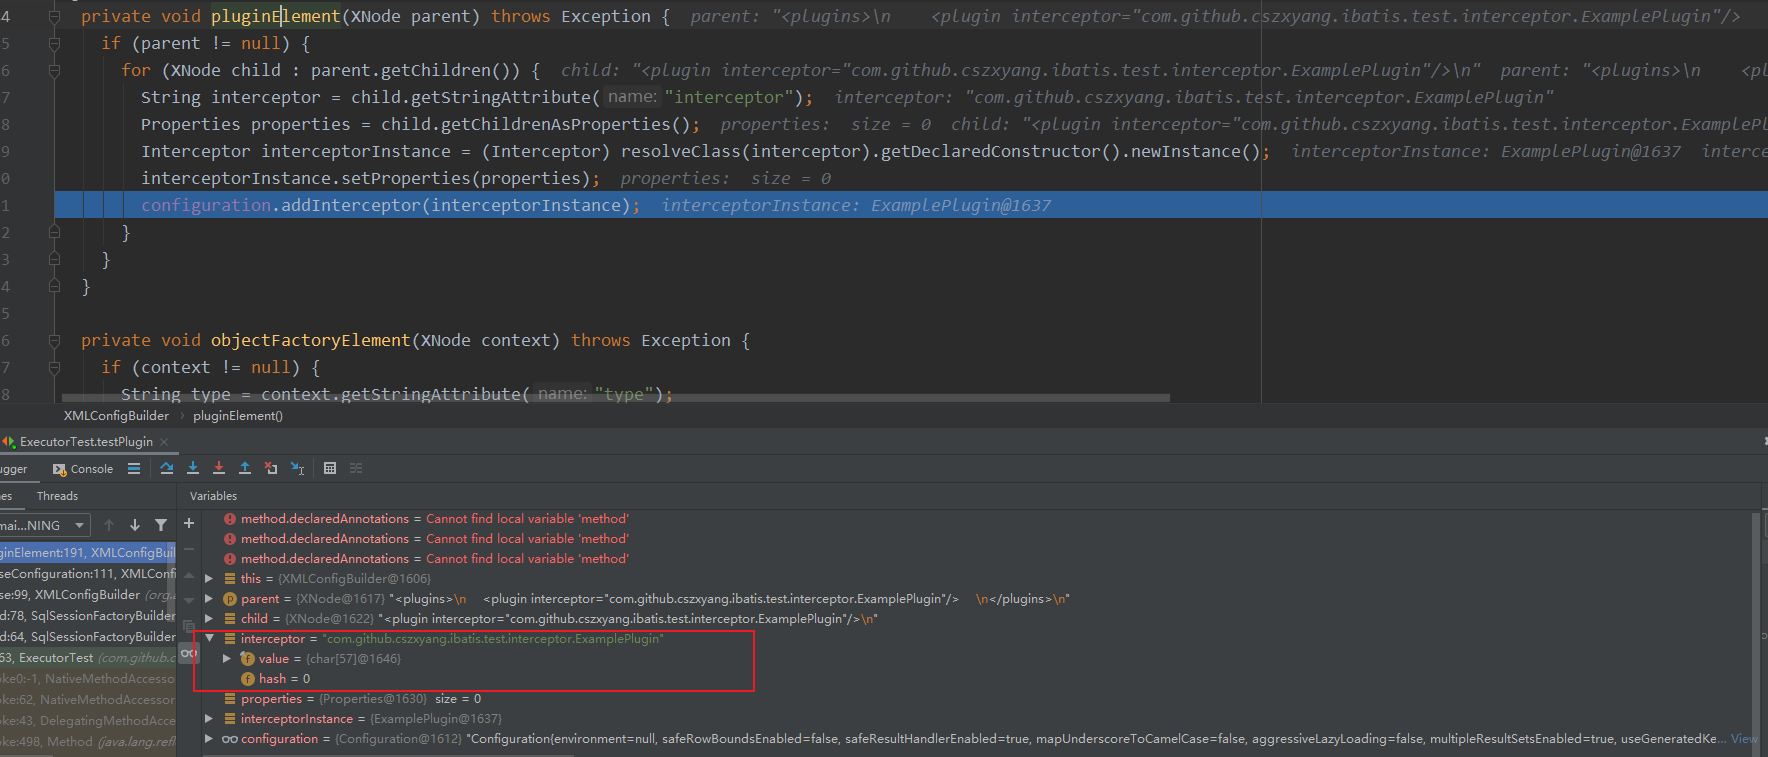 4 private void pluginElement(XNode parent) throws Exception { parent: "<plugins>\n <plugin interceptor="com.github.cszxyang.ibatis.test.interceptor.ExamplePlugin"/>
5 if (parent != null) {
6 for (XNode child : parent.getChildren()) { child: "<plugin interceptor="com.github.cszxyang.ibatis.test.interceptor.ExamplePlugin"/>\n" parent: "<plugins>\n <pl
7 String interceptor = child.getStringAttribute( name: "interceptor"); interceptor: "com.github.cszxyang.ibatis.test.interceptor.ExamplePlugin"
8 Properties properties = child.getChildrenAsProperties(); properties: size = 0 child: "<plugin interceptor="com.github.cszxyang.ibatis.test.interceptor.ExamplePl
9 Interceptor interceptorInstance = (Interceptor) resolveClass(interceptor).getDeclaredConstructor().newInstance(); interceptorInstance: ExamplePlugin@1637 interce
0 interceptorInstance.setProperties(properties); properties: size = 0
1 configuration.addInterceptor(interceptorInstance); interceptorInstance: ExamplePlugin@1637
2 }
3 }
4 }
5
6 private void objectFactoryElement(XNode context) throws Exception {
7 if (context != null) {
8 String type = context.getStringAttribute( name: "type");
XMLConfigBuilder › pluginElement()
ExecutorTest.testPlugin ×
ugger Console
nes Threads Variables
mai...NING
method.declaredAnnotations = Cannot find local variable 'method'
method.declaredAnnotations = Cannot find local variable 'method'
method.declaredAnnotations = Cannot find local variable 'method'
this = {XMLConfigBuilder@1606}
parent = {XNode@1617} "<plugins>\n <plugin interceptor="com.github.cszxyang.ibatis.test.interceptor.ExamplePlugin"/> \n</plugins>\n"
child = {XNode@1622} "<plugin interceptor="com.github.cszxyang.ibatis.test.interceptor.ExamplePlugin"/>\n"
interceptor = "com.github.cszxyang.ibatis.test.interceptor.ExamplePlugin"
value = {char[57]@1646}
hash = 0
properties = {Properties@1630} size = 0
interceptorInstance = {ExamplePlugin@1637}
configuration = {Configuration@1612} "Configuration{environment=null, safeRowBoundsEnabled=false, safeResultHandlerEnabled=true, mapUnderscoreToCamelCase=false, aggressiveLazyLoading=false, multipleResultSetsEnabled=true, useGeneratedKe... View
ginElement:191, XMLConfigBuil
seConfiguration:111, XMLConfi
se:99, XMLConfigBuilder (org.a
d:78, SqlSessionFactoryBuilder
d:64, SqlSessionFactoryBuilder
63, ExecutorTest (com.github.c
oke0:-1, NativeMethodAccesso
oke:62, NativeMethodAccessor
oke:43, DelegatingMethodAcce
oke:498, Method (java.lang.refl